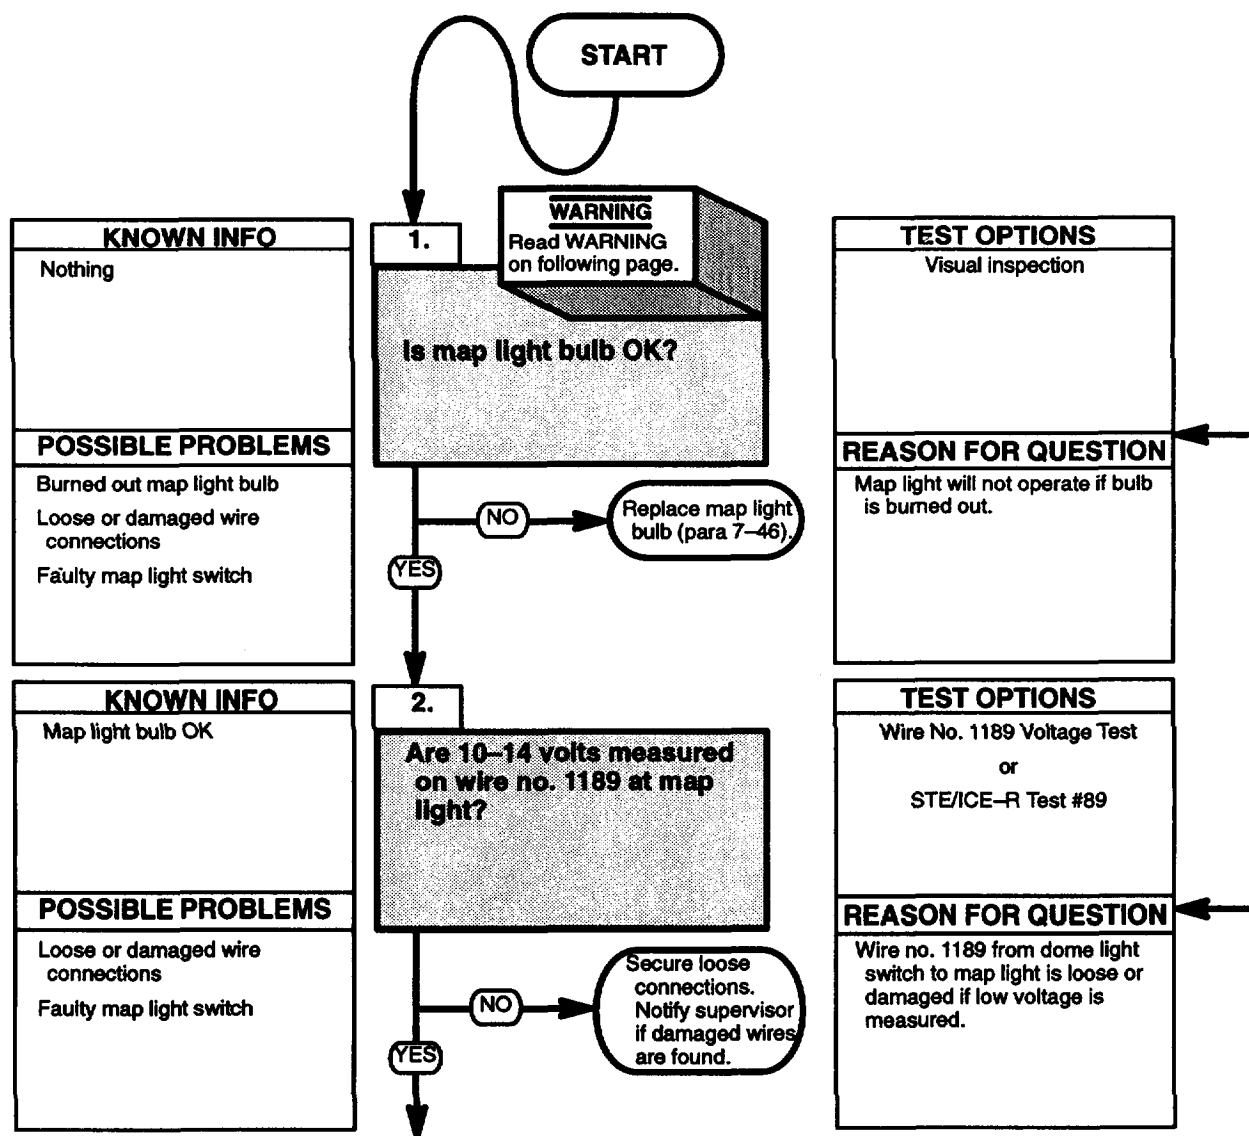 START
WARNING
Read WARNING
on following page.
KNOWN INFO
Nothing
POSSIBLE PROBLEMS
Burned out map light bulb
Loose or damaged wire
connections
Faulty map light switch
1.
Is map light bulb OK?
NO
Replace map light
bulb (para 7–46).
YES
TEST OPTIONS
Visual inspection
REASON FOR QUESTION
Map light will not operate if bulb
is burned out.
KNOWN INFO
Map light bulb OK
POSSIBLE PROBLEMS
Loose or damaged wire
connections
Faulty map light switch
2.
Are 10–14 volts measured
on wire no. 1189 at map
light?
NO
Secure loose
connections.
Notify supervisor
if damaged wires
are found.
YES
TEST OPTIONS
Wire No. 1189 Voltage Test
or
STE/ICE–R Test #89
REASON FOR QUESTION
Wire no. 1189 from dome light
switch to map light is loose or
damaged if low voltage is
measured.